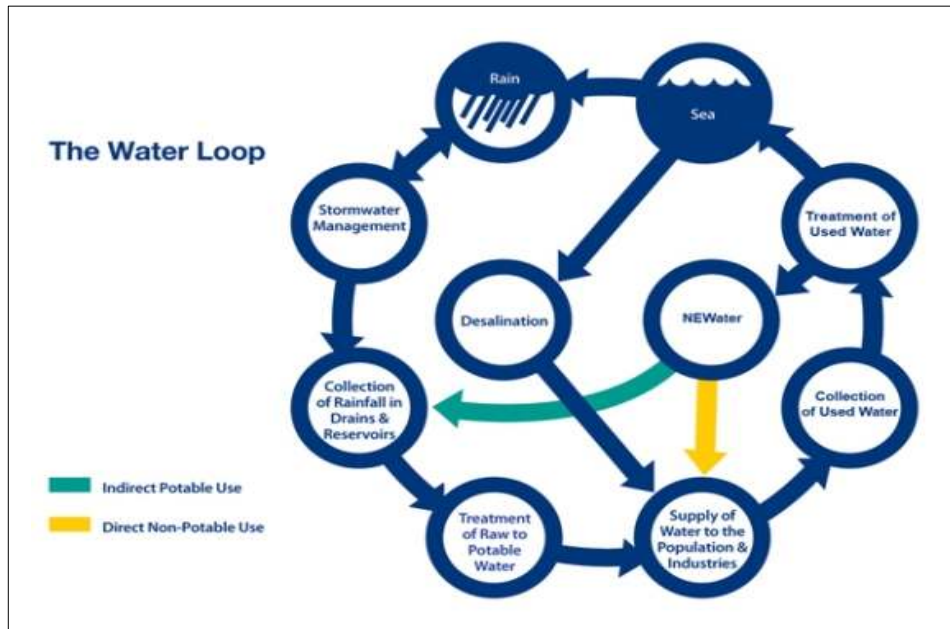 The Water Loop
Rain
Sea
Stormwater
Management
Treatment of
Used Water
Desalination
NEWater
Collection
of Rainfall in
Drains &
Reservoirs
Collection
of Used Water
Indirect Potable Use
Direct Non-Potable Use
Treatment
of Raw to
Potable
Water
Supply of
Water to the
Population &
Industries